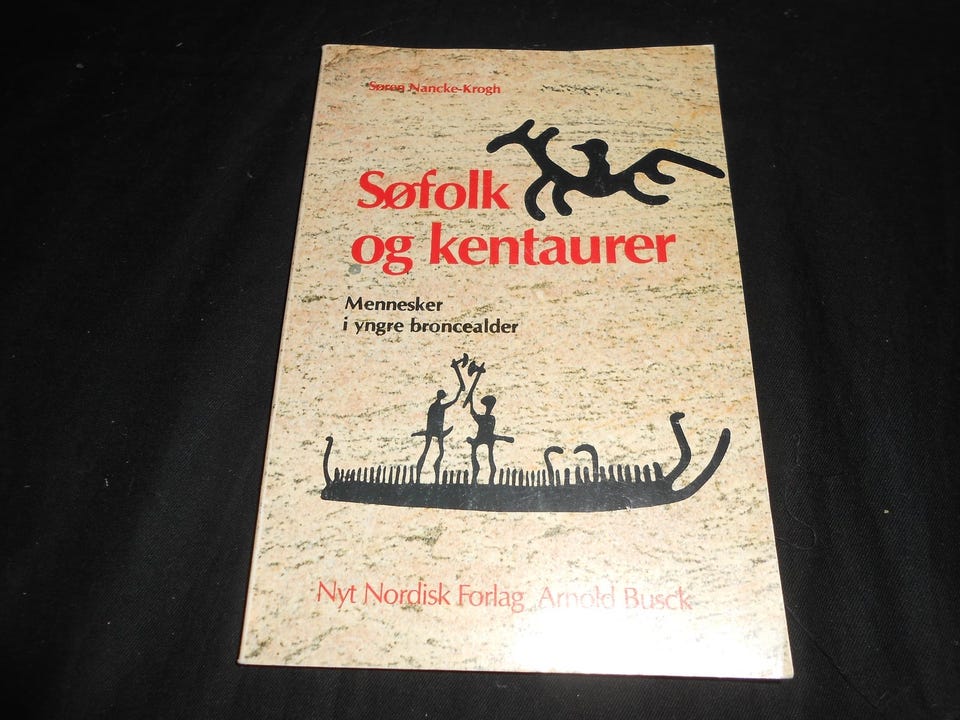 Søren Nancke-Krogh
Søfolk
og kentaurer
Mennesker
i yngre broncealder
Nyt Nordisk Forlag Arnold Busck